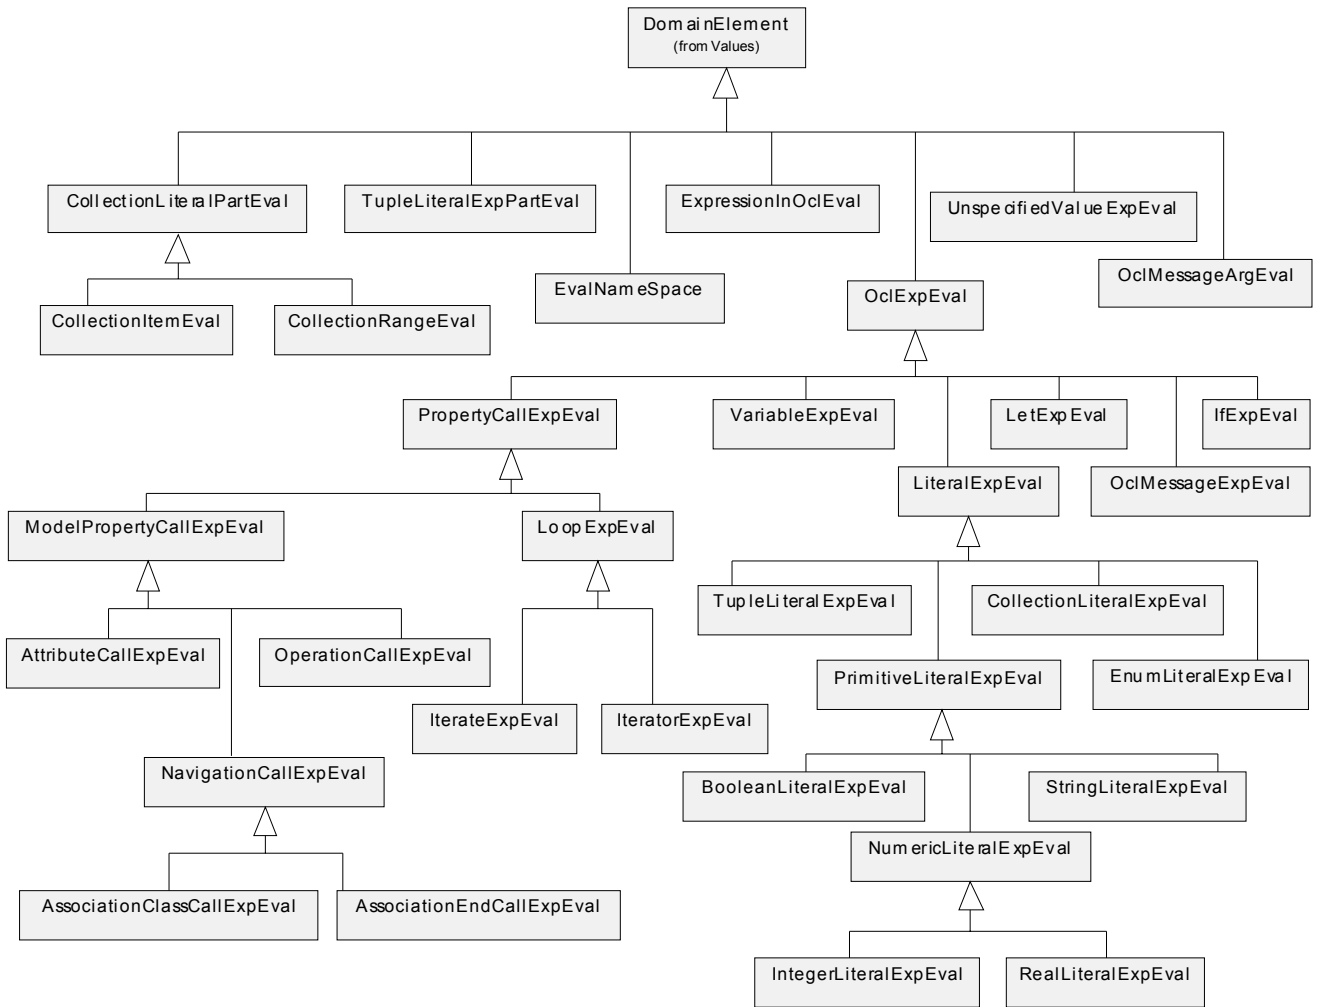 DomainElement
(from Values)
CollectionLiteralPartEval
TupleLiteralExpPartEval
ExpressionInOclEval
UnspecifiedValueExpEval
OclMessageArgEval
EvalNameSpace
OclExpEval
CollectionItemEval
CollectionRangeEval
PropertyCallExpEval
VariableExpEval
LetExpEval
IfExpEval
LiteralExpEval
OclMessageExpEval
ModelPropertyCallExpEval
LoopExpEval
TupleLiteralExpEval
CollectionLiteralExpEval
AttributeCallExpEval
OperationCallExpEval
PrimitiveLiteralExpEval
EnumLiteralExpEval
IterateExpEval
IteratorExpEval
NavigationCallExpEval
BooleanLiteralExpEval
StringLiteralExpEval
NumericLiteralExpEval
AssociationClassCallExpEval
AssociationEndCallExpEval
IntegerLiteralExpEval
RealLiteralExpEval